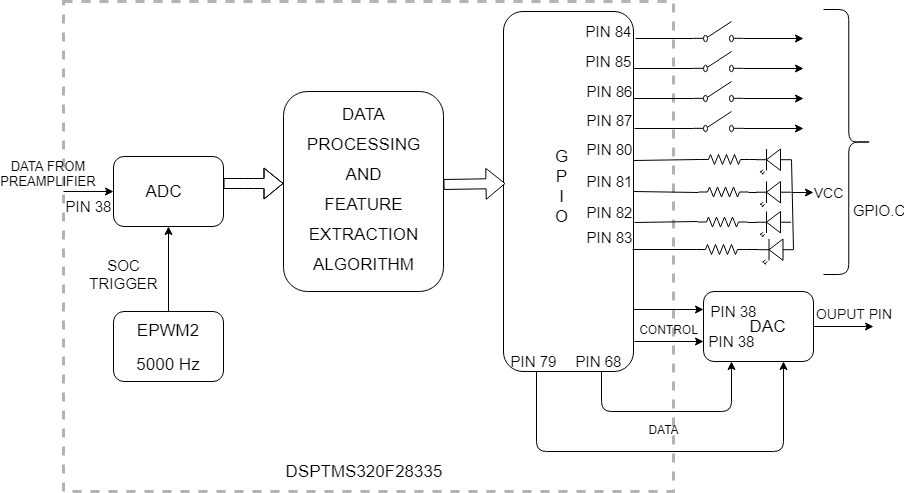 PIN 84
PIN 85
PIN 86
PIN 87
PIN 80
PIN 81
PIN 82
PIN 83
GPIO
VCC
GPIO.C
DATA
PROCESSING
AND
FEATURE
EXTRACTION
ALGORITHM
DATA FROM
PREAMPLIFIER
PIN 38
ADC
SOC
TRIGGER
EPWM2
5000 Hz
PIN 79
PIN 68
CONTROL
PIN 38
PIN 38
DAC
OUPUT PIN
DATA
DSPTMS320F28335